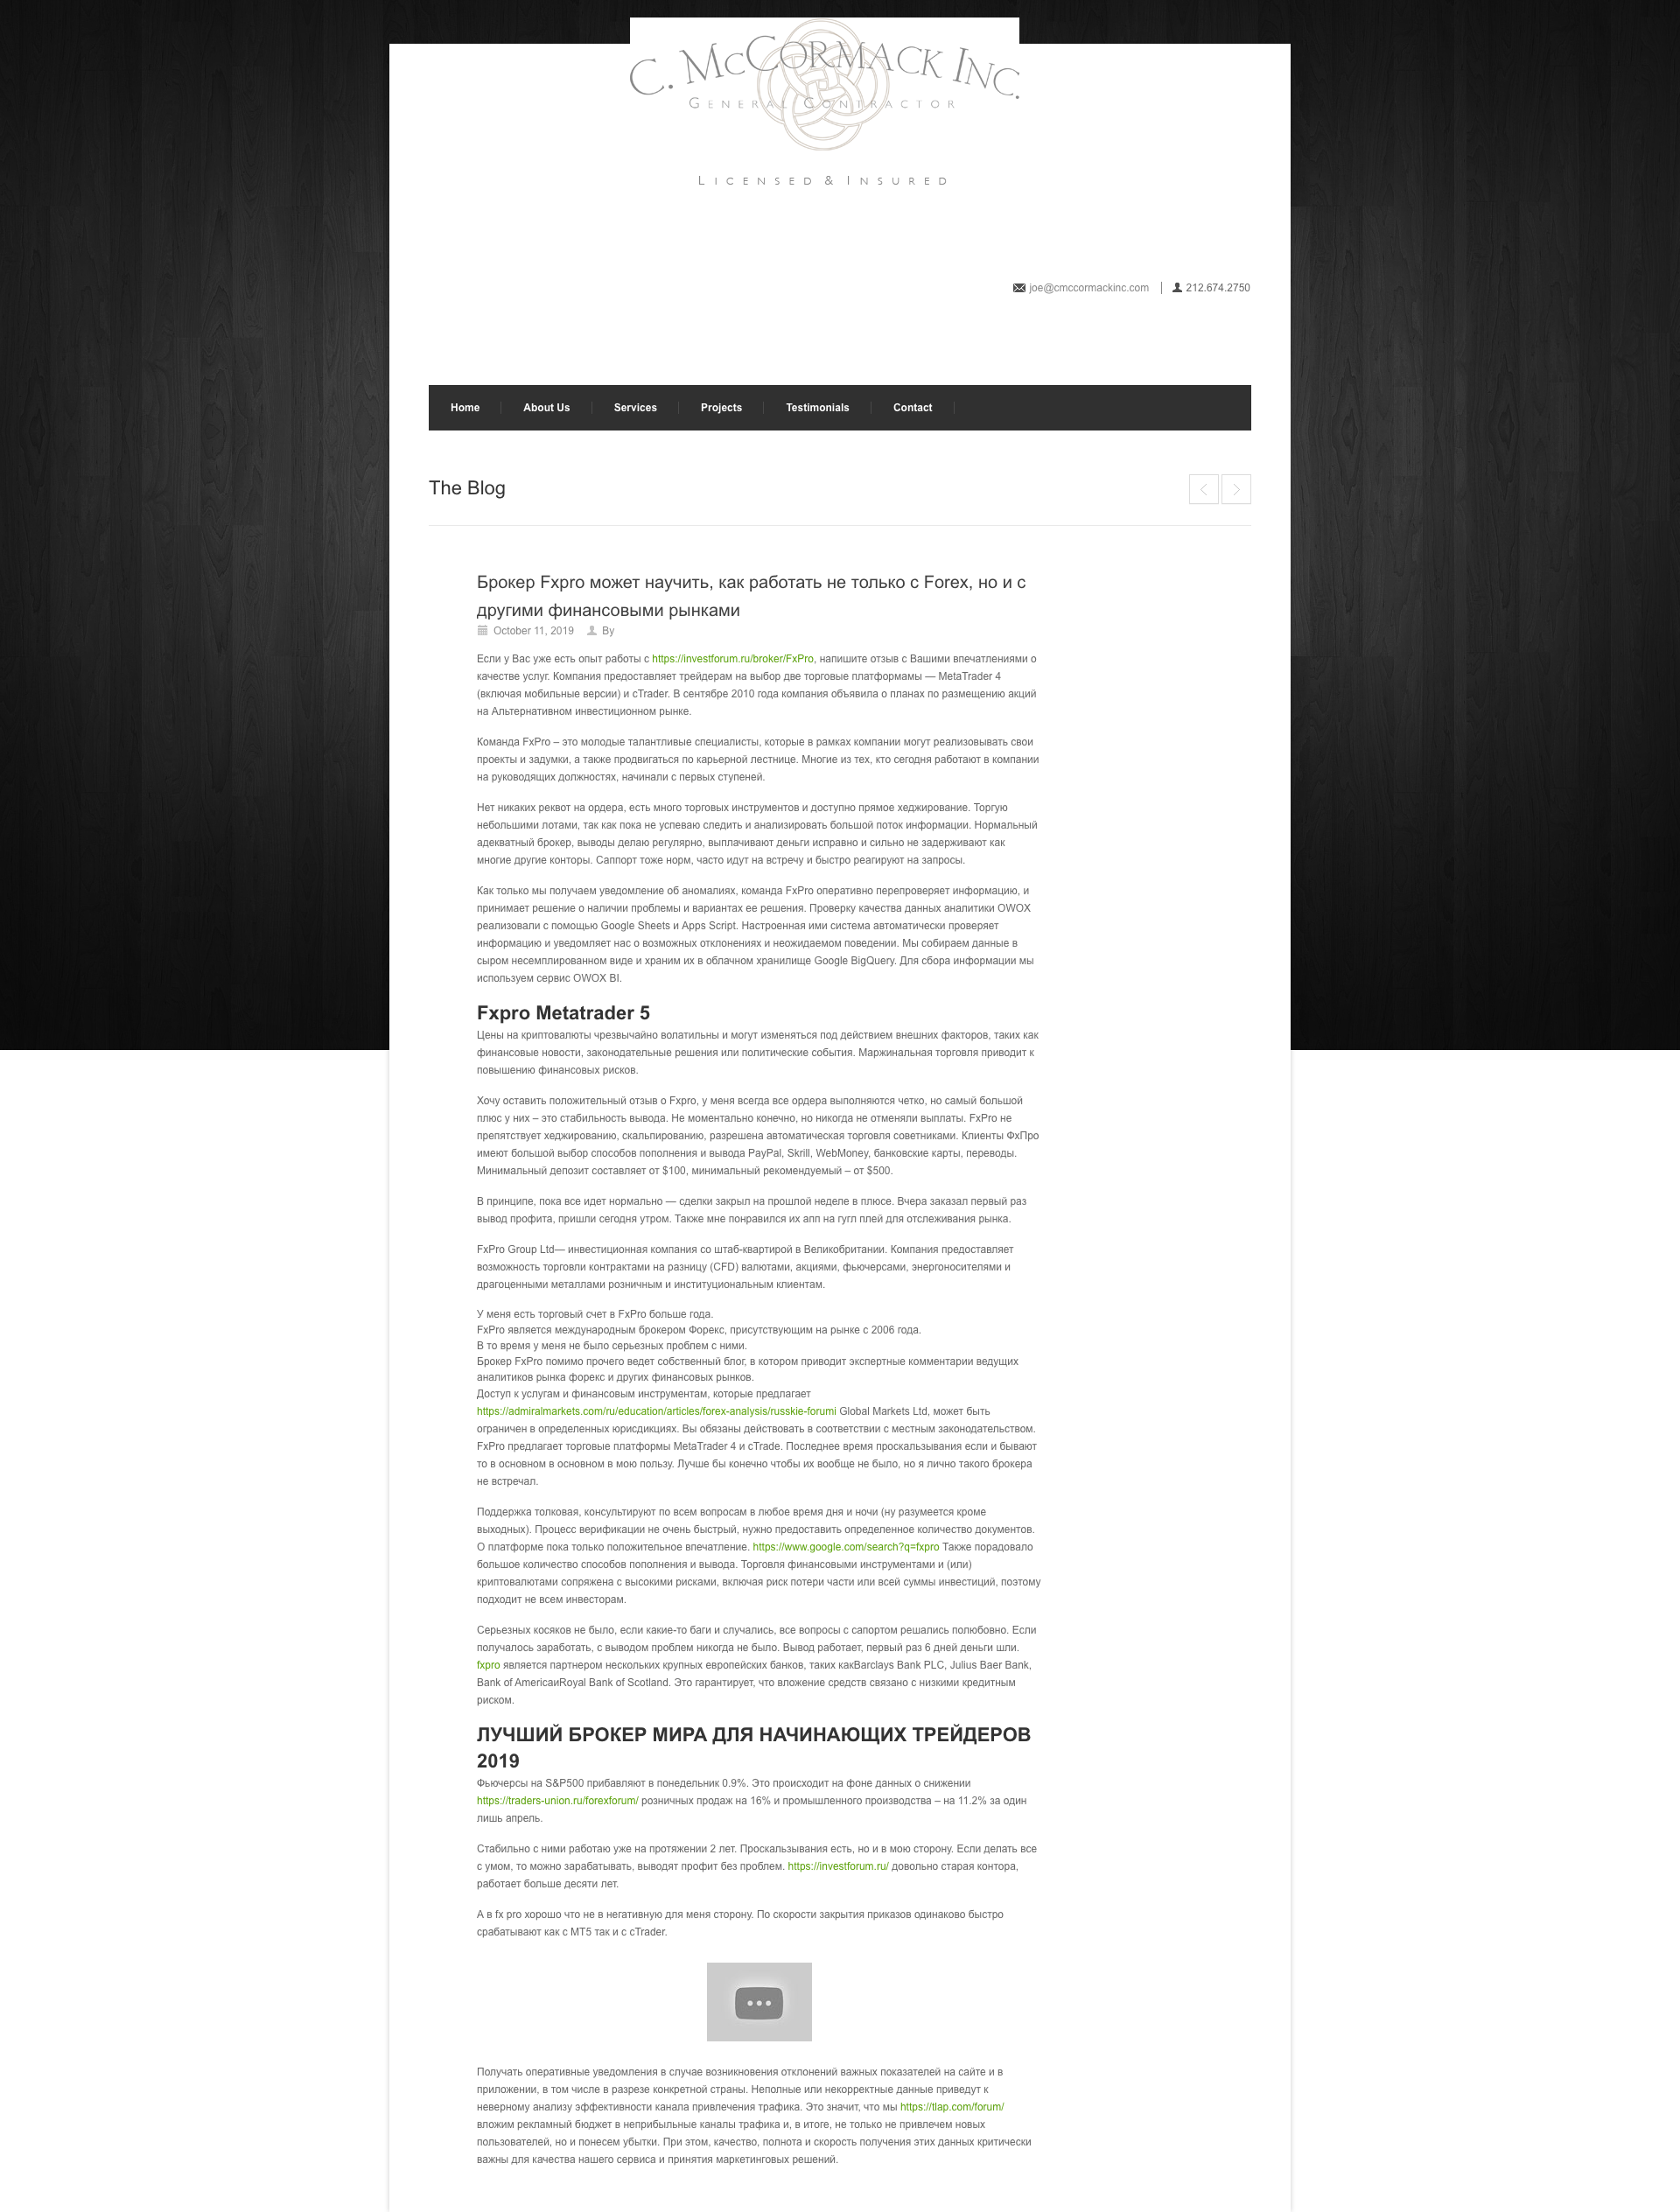 C. McCormack Inc.
General Contractor
Licensed & Insured
joe@cmccormackinc.com
212.674.2750
Home
About Us
Services
Projects
Testimonials
Contact
The Blog
Брокер Fxpro может научить, как работать не только с Forex, но и с
другими финансовыми рынками
October 11, 2019 By
Если у Вас уже есть опыт работы с https://investforum.ru/broker/FxPro, напишите отзыв с Вашими впечатлениями о
качестве услуг. Компания предоставляет трейдерам на выбор две торговые платформамы — MetaTrader 4
(включая мобильные версии) и cTrader. В сентябре 2010 года компания объявила о планах по размещению акций
на Альтернативном инвестиционном рынке.
Команда FxPro – это молодые талантливые специалисты, которые в рамках компании могут реализовывать свои
проекты и задумки, а также продвигаться по карьерной лестнице. Многие из тех, кто сегодня работают в компании
на руководящих должностях, начинали с первых ступеней.
Нет никаких реквот на ордера, есть много торговых инструментов и доступно прямое хеджирование. Торгую
небольшими лотами, так как пока не успеваю следить и анализировать большой поток информации. Нормальный
адекватный брокер, выводы делаю регулярно, выплачивают деньги исправно и сильно не задерживают как
многие другие конторы. Саппорт тоже норм, часто идут на встречу и быстро реагируют на запросы.
Как только мы получаем уведомление об аномалиях, команда FxPro оперативно перепроверяет информацию, и
принимает решение о наличии проблемы и вариантах ее решения. Проверку качества данных аналитики OWOX
реализовали с помощью Google Sheets и Apps Script. Настроенная ими система автоматически проверяет
информацию и уведомляет нас о возможных отклонениях и неожидаемом поведении. Мы собираем данные в
сыром несемплированном виде и храним их в облачном хранилище Google BigQuery. Для сбора информации мы
используем сервис OWOX BI.
Fxpro Metatrader 5
Цены на криптовалюты чрезвычайно волатильны и могут изменяться под действием внешних факторов, таких как
финансовые новости, законодательные решения или политические события. Маржинальная торговля приводит к
повышению финансовых рисков.
Хочу оставить положительный отзыв о Fxpro, у меня всегда все ордера выполняются четко, но самый большой
плюс у них – это стабильность вывода. Не моментально конечно, но никогда не отменяли выплаты. FxPro не
препятствует хеджированию, скальпированию, разрешена автоматическая торговля советниками. Клиенты ФхПро
имеют большой выбор способов пополнения и вывода PayPal, Skrill, WebMoney, банковские карты, переводы.
Минимальный депозит составляет от $100, минимальный рекомендуемый – от $500.
В принципе, пока все идет нормально — сделки закрыл на прошлой неделе в плюсе. Вчера заказал первый раз
вывод профита, пришли сегодня утром. Также мне понравился их апп на гугл плей для отслеживания рынка.
FxPro Group Ltd— инвестиционная компания со штаб-квартирой в Великобритании. Компания предоставляет
возможность торговли контрактами на разницу (CFD) валютами, акциями, фьючерсами, энергоносителями и
драгоценными металлами розничным и институциональным клиентам.
У меня есть торговый счет в FxPro больше года.
FxPro является международным брокером Форекс, присутствующим на рынке с 2006 года.
В то время у меня не было серьезных проблем с ними.
Брокер FxPro помимо прочего ведет собственный блог, в котором приводит экспертные комментарии ведущих
аналитиков рынка форекс и других финансовых рынков.
Доступ к услугам и финансовым инструментам, которые предлагает
https://admiralmarkets.com/ru/education/articles/forex-analysis/russkie-forumi Global Markets Ltd, может быть
ограничен в определенных юрисдикциях. Вы обязаны действовать в соответствии с местным законодательством.
FxPro предлагает торговые платформы MetaTrader 4 и cTrade. Последнее время проскальзывания если и бывают
то в основном в основном в мою пользу. Лучше бы конечно чтобы их вообще не было, но я лично такого брокера
не встречал.
Поддержка толковая, консультируют по всем вопросам в любое время дня и ночи (ну разумеется кроме
выходных). Процесс верификации не очень быстрый, нужно предоставить определенное количество документов.
О платформе пока только положительное впечатление. https://www.google.com/search?q=fxpro Также порадовало
большое количество способов пополнения и вывода. Торговля финансовыми инструментами и (или)
криптовалютами сопряжена с высокими рисками, включая риск потери части или всей суммы инвестиций, поэтому
подходит не всем инвесторам.
Серьезных косяков не было, если какие-то баги и случались, все вопросы с сапортом решались полюбовно. Если
получалось заработать, с выводом проблем никогда не было. Вывод работает, первый раз 6 дней деньги шли.
fxpro является партнером нескольких крупных европейских банков, таких какBarclays Bank PLC, Julius Baer Bank,
Bank of AmericaиRoyal Bank of Scotland. Это гарантирует, что вложение средств связано с низкими кредитным
риском.
ЛУЧШИЙ БРОКЕР МИРА ДЛЯ НАЧИНАЮЩИХ ТРЕЙДЕРОВ
2019
Фьючерсы на S&P500 прибавляют в понедельник 0.9%. Это происходит на фоне данных о снижении
https://traders-union.ru/forexforum/ розничных продаж на 16% и промышленного производства – на 11.2% за один
лишь апрель.
Стабильно с ними работаю уже на протяжении 2 лет. Проскальзывания есть, но и в мою сторону. Если делать все
с умом, то можно зарабатывать, выводят профит без проблем. https://investforum.ru/ довольно старая контора,
работает больше десяти лет.
А в fx pro хорошо что не в негативную для меня сторону. По скорости закрытия приказов одинаково быстро
срабатывают как с МТ5 так и с cTrader.
Получать оперативные уведомления в случае возникновения отклонений важных показателей на сайте и в
приложении, в том числе в разрезе конкретной страны. Неполные или некорректные данные приведут к
неверному анализу эффективности канала привлечения трафика. Это значит, что мы https://tlap.com/forum/
вложим рекламный бюджет в неприбыльные каналы трафика и, в итоге, не только не привлечем новых
пользователей, но и понесем убытки. При этом, качество, полнота и скорость получения этих данных критически
важны для качества нашего сервиса и принятия маркетинговых решений.